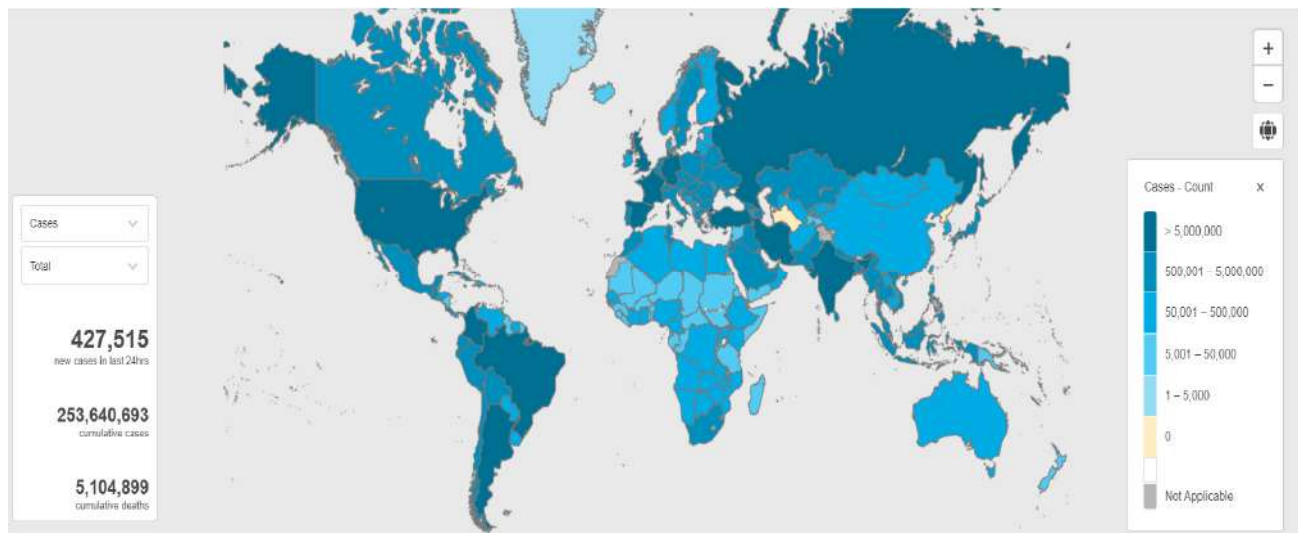 Cases
Total
427,515
new cases in last 24hrs
253,640,693
cumulative cases
5,104,899
cumulative deaths
+
−
Cases - Count x
> 5,000,000
500,001 – 5,000,000
50,001 – 500,000
5,001 – 50,000
1 – 5,000
0
Not Applicable